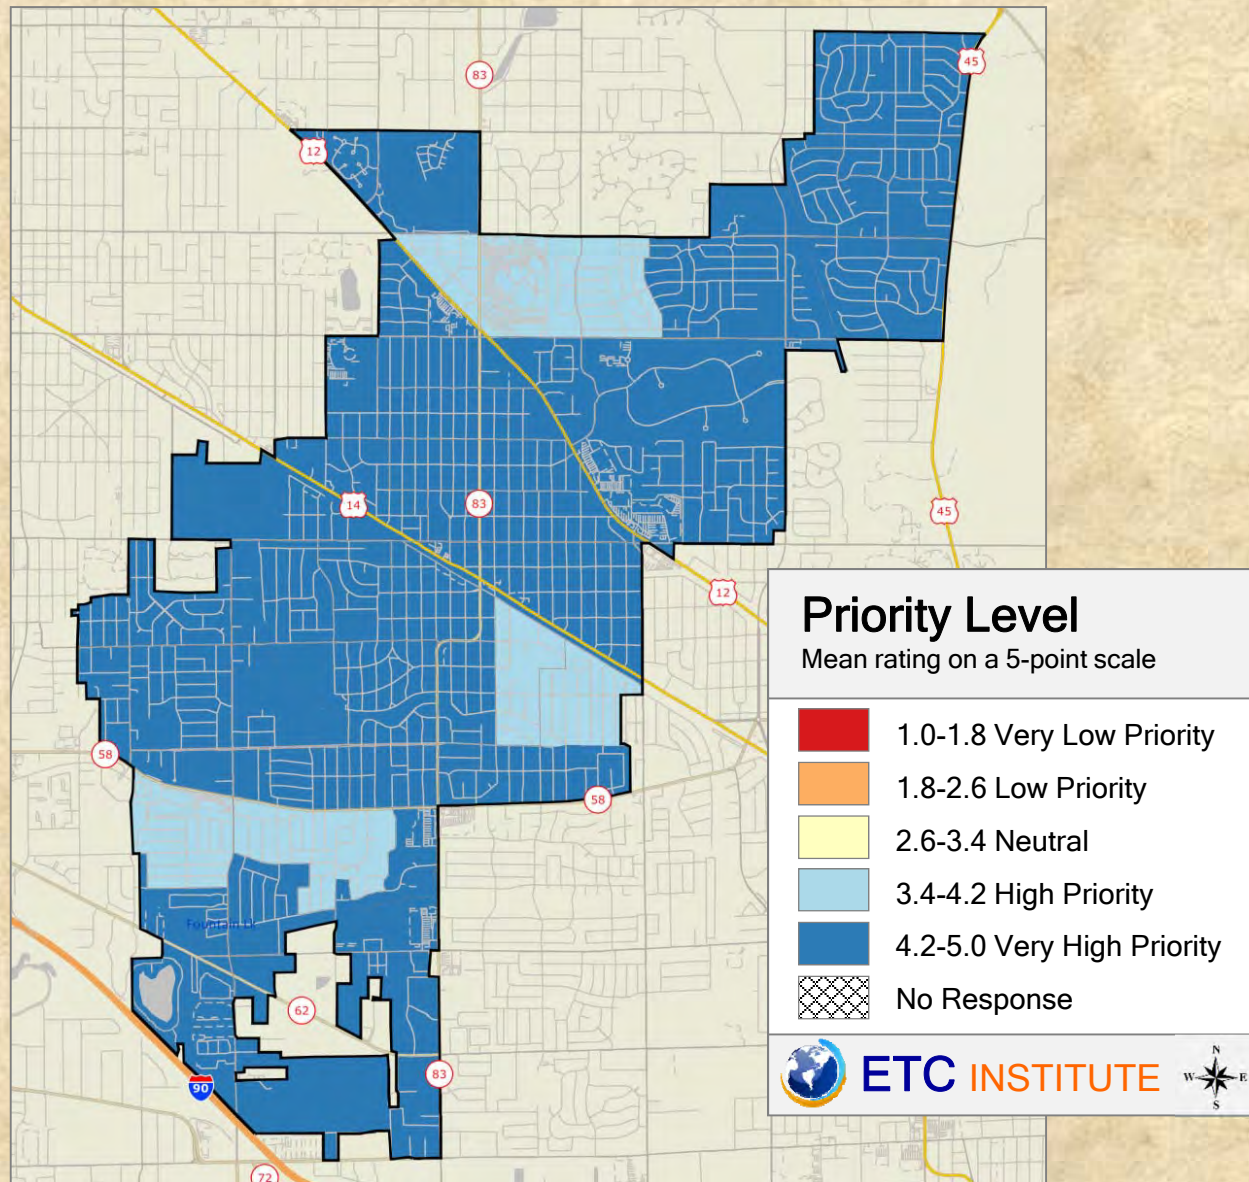 83
45
12
14
83
45
12
58
58
Fountain Dr
62
83
90
72
Priority Level
Mean rating on a 5-point scale
1.0-1.8 Very Low Priority
1.8-2.6 Low Priority
2.6-3.4 Neutral
3.4-4.2 High Priority
4.2-5.0 Very High Priority
No Response
ETC INSTITUTE
N
W E
S